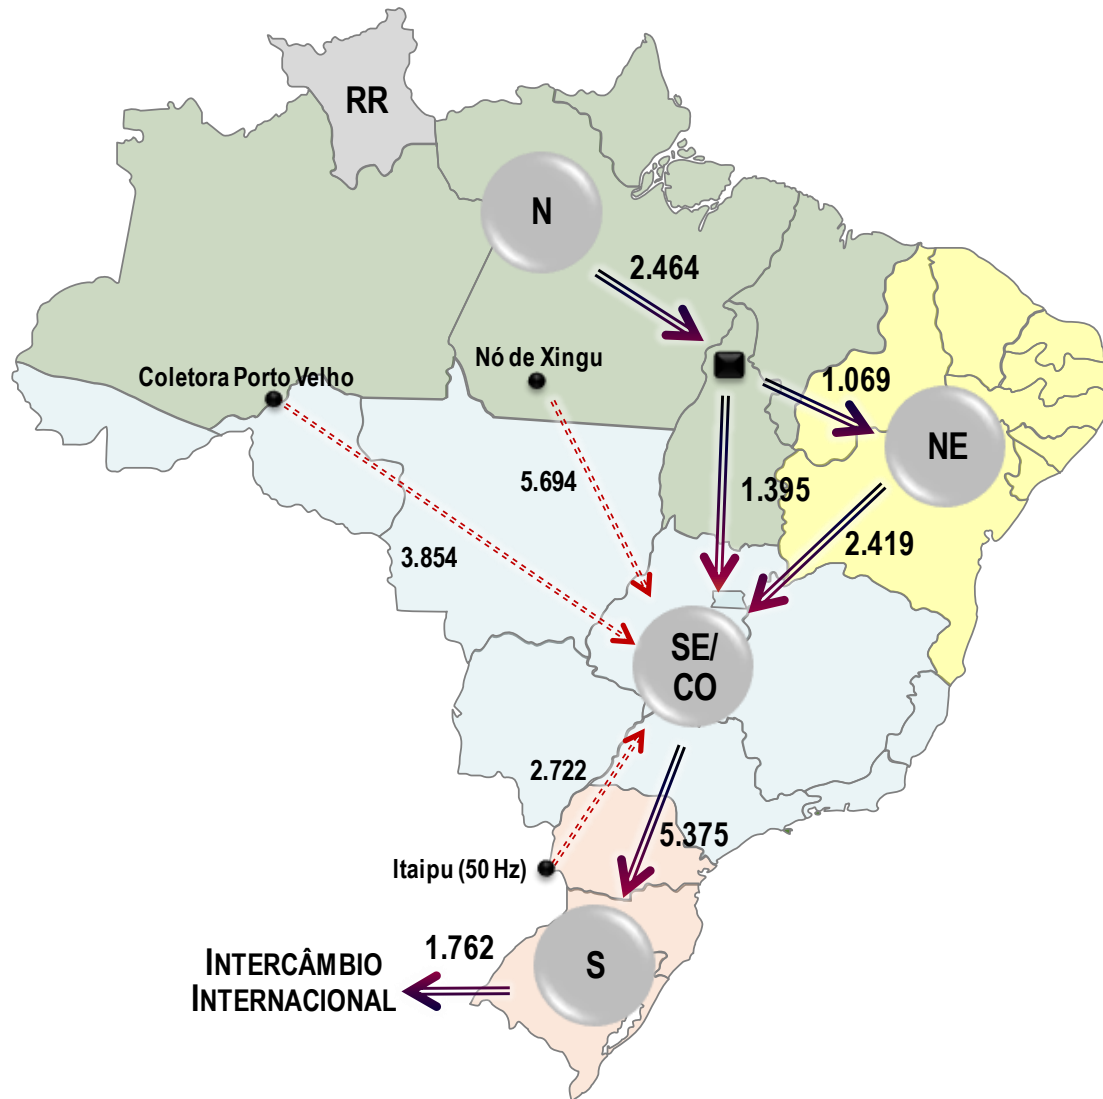 RR
N
2.464
Nó de Xingu
Coletora Porto Velho
1.069
NE
5.694
1.395
2.419
3.854
SE/
CO
2.722
5.375
Itaipu (50 Hz)
1.762
INTERCÂMBIO
INTERNACIONAL
S